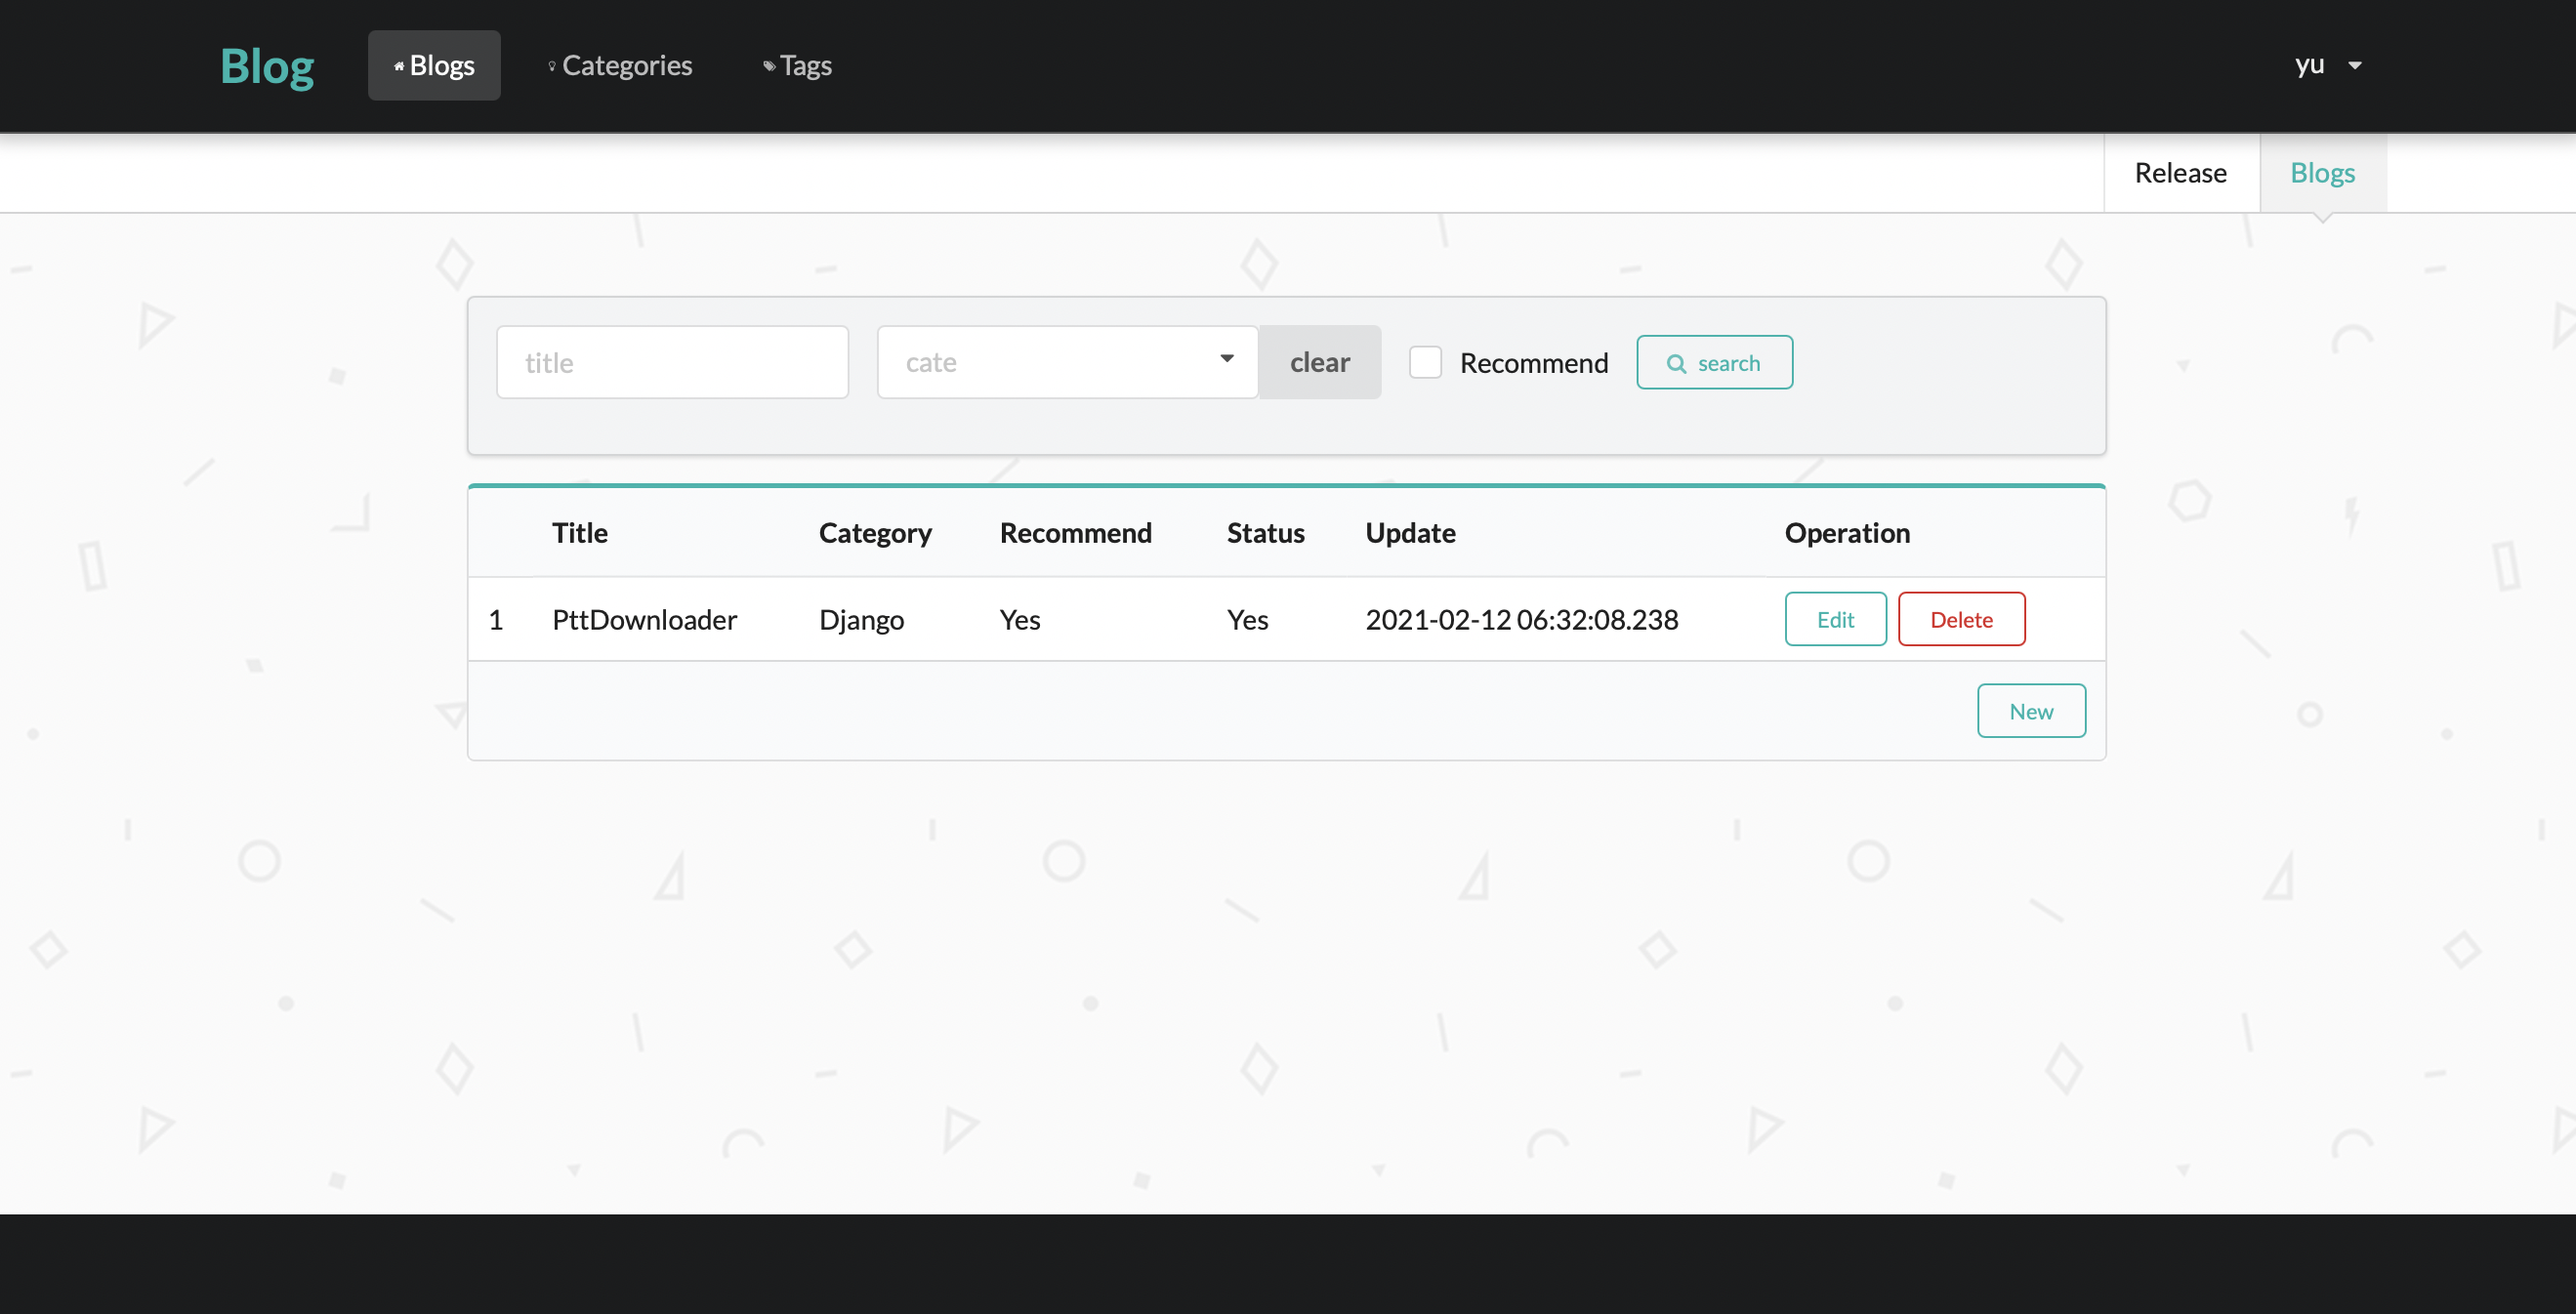 Blog Blogs Categories Tags yu
Release Blogs
title cate clear Recommend search
Title Category Recommend Status Update Operation
1 PttDownloader Django Yes Yes 2021-02-12 06:32:08.238 Edit Delete
New